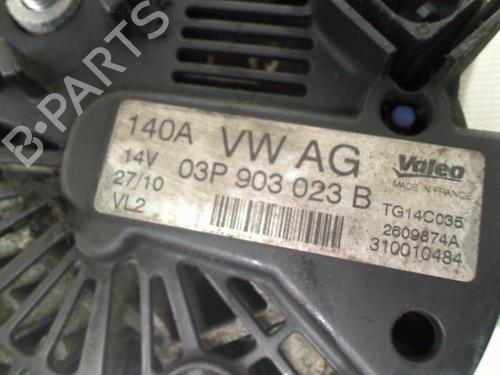 B-PARTS
140A VW AG Valeo
14V 03P 903 023 B MADE IN FRANCE
27/10 TG14C035
VL2 2609874A
310010484